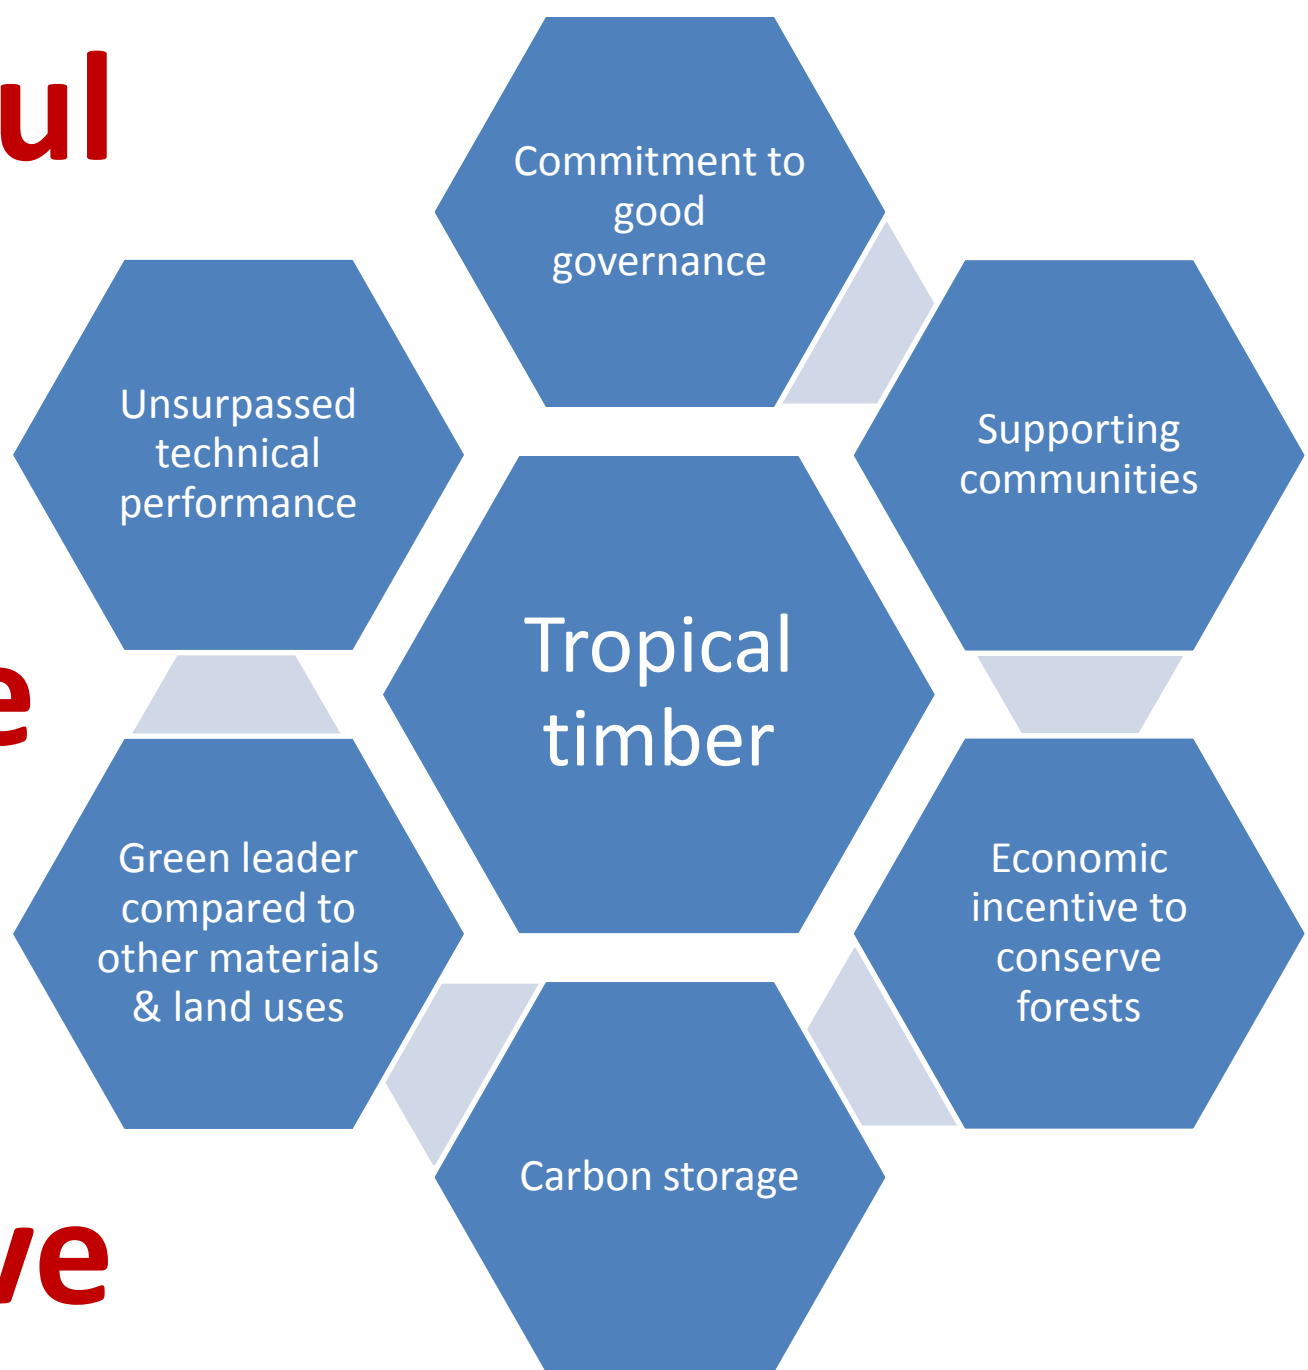 ul
Commitment to
good
governance
Unsurpassed
technical
performance
Supporting
communities
Tropical
timber
e
Green leader
compared to
other materials
& land uses
Economic
incentive to
conserve
forests
Carbon storage
ve